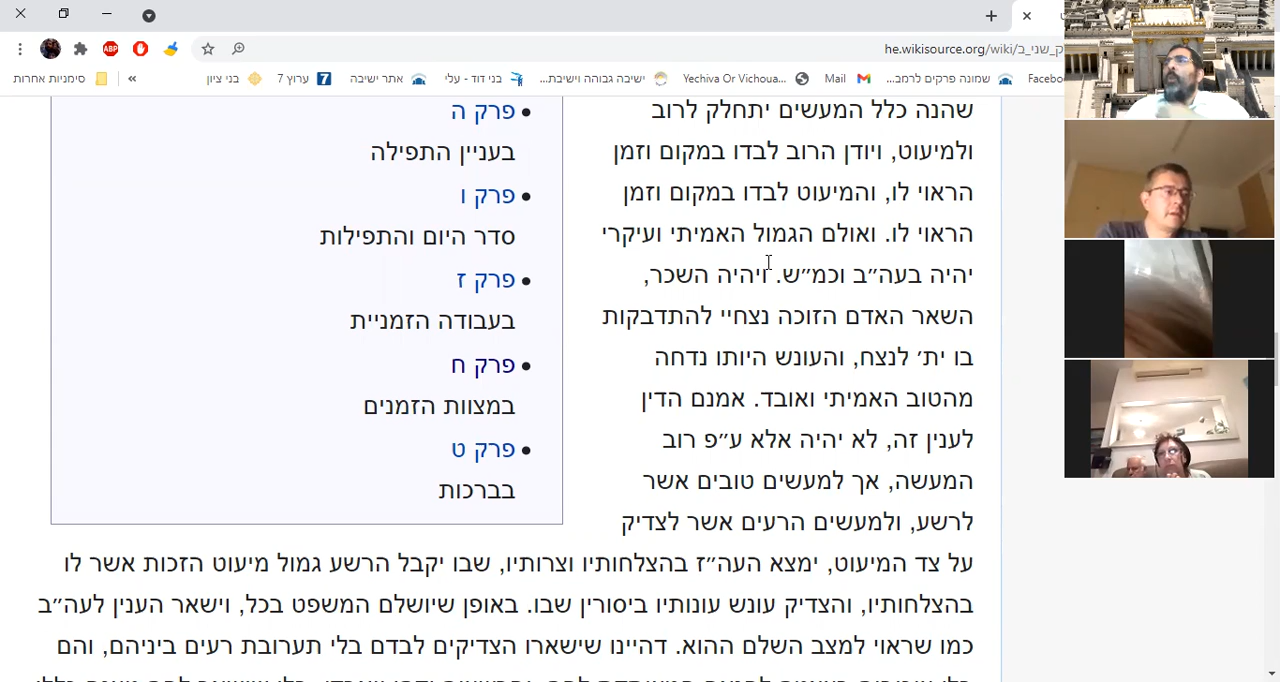 he.wikisource.org/wiki/ק_שני_ב
סימניות אחרות
בני ציון
ערוץ 7
אתר ישיבה
בני דוד - עלי
ישיבה גבוהה וישיבת...
Yechiva Or Vichoua...
Mail
שמונה פרקים לרמב...
Facebo
שהנה כלל המעשים יתחלק לרוב
ולמיעוט, ויודן הרוב לבדו במקום וזמן
הראוי לו, והמיעוט לבדו במקום וזמן
הראוי לו. ואולם הגמול האמיתי ועיקרי
יהיה בעה״ב וכמ״ש. ויהיה השכר,
השאר האדם הזוכה נצחיי להתדבקות
בו ית׳ לנצח, והעונש היותו נדחה
מהטוב האמיתי ואובד. אמנם הדין
לענין זה, לא יהיה אלא ע״פ רוב
המעשה, אך למעשים טובים אשר
לרשע, ולמעשים הרעים אשר לצדיק
על צד המיעוט, ימצא העה״ז בהצלחותיו וצרותיו, שבו יקבל הרשע גמול מיעוט הזכות אשר לו
בהצלחותיו, והצדיק עונש עונותיו ביסורין שבו. באופן שיושלם המשפט בכל, וישאר הענין לעה״ב
כמו שראוי למצב השלם ההוא. דהיינו שישארו הצדיקים לבדם בלי תערובת רעים ביניהם, והם
פרק ה
בעניין התפילה
פרק ו
סדר היום והתפילות
פרק ז
בעבודה הזמניית
פרק ח
במצוות הזמנים
פרק ט
בברכות